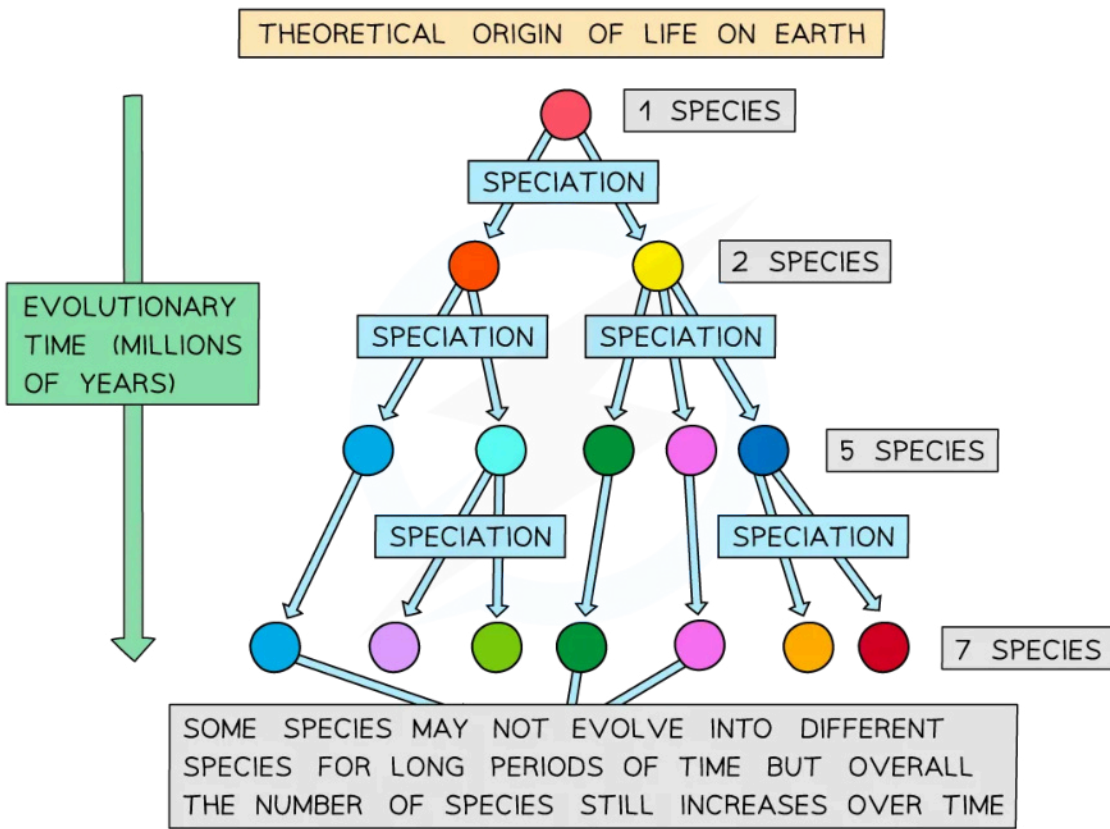 THEORETICAL ORIGIN OF LIFE ON EARTH
1 SPECIES
SPECIATION
2 SPECIES
EVOLUTIONARY
TIME (MILLIONS
OF YEARS)
SPECIATION
SPECIATION
5 SPECIES
SPECIATION
SPECIATION
7 SPECIES
SOME SPECIES MAY NOT EVOLVE INTO DIFFERENT
SPECIES FOR LONG PERIODS OF TIME BUT OVERALL
THE NUMBER OF SPECIES STILL INCREASES OVER TIME